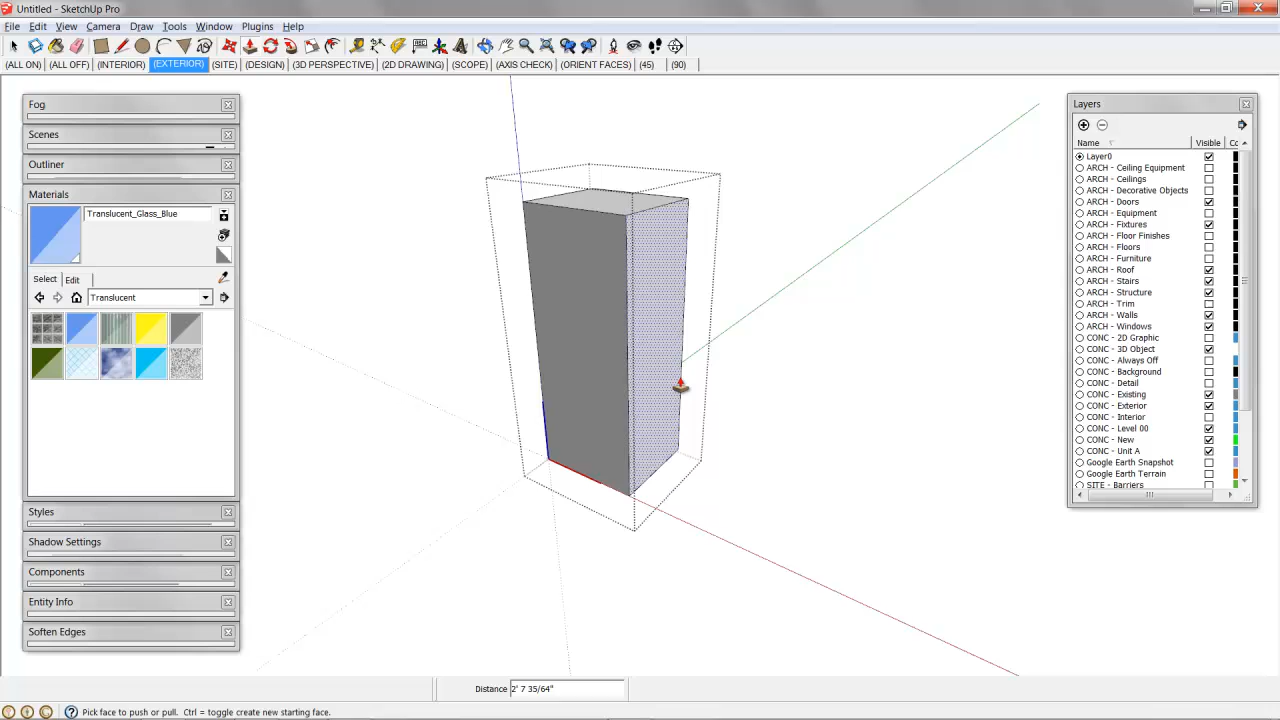 Untitled - SketchUp Pro
File Edit View Camera Draw Tools Window Plugins Help
(ALL ON) (ALL OFF) (INTERIOR) (EXTERIOR) (SITE) (DESIGN) (3D PERSPECTIVE) (2D DRAWING) (SCOPE) (AXIS CHECK) (ORIENT FACES) (45) (90)
Fog
Scenes
Outliner
Materials
Translucent_Glass_Blue
Select Edit
Translucent
Styles
Shadow Settings
Components
Entity Info
Soften Edges
Layers
Name Visible Co
Layer0
ARCH - Ceiling Equipment
ARCH - Ceilings
ARCH - Decorative Objects
ARCH - Doors
ARCH - Equipment
ARCH - Fixtures
ARCH - Floor Finishes
ARCH - Floors
ARCH - Furniture
ARCH - Roof
ARCH - Stairs
ARCH - Structure
ARCH - Trim
ARCH - Walls
ARCH - Windows
CONC - 2D Graphic
CONC - 3D Object
CONC - Always Off
CONC - Background
CONC - Detail
CONC - Existing
CONC - Exterior
CONC - Interior
CONC - Level 00
CONC - New
CONC - Unit A
Google Earth Snapshot
Google Earth Terrain
SITE - Barriers
Distance 2' 7 35/64"
Pick face to push or pull. Ctrl = toggle create new starting face.